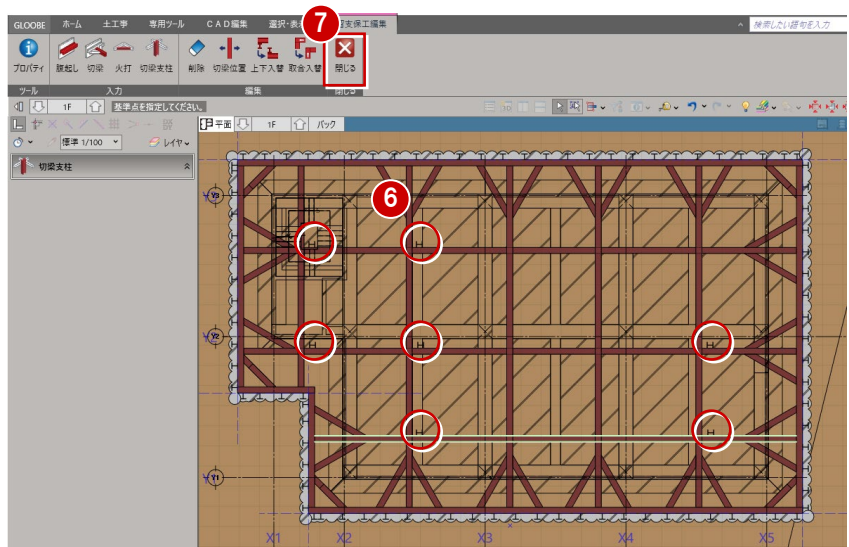 GLOOBE ホーム 土工事 専用ツール CAD編集 選択・表 支保工編集 検索したい語句を入力
7
プロパティ 腹起し 切梁 火打 切梁支柱 削除 切梁位置 上下入替 取合入替 閉じる
ツール 入力 編集 閉じる
1F 基準点を指定してください。
平面 1F パック
標準 1/100 レイヤ
切梁支柱
6
Y3
Y2
Y1
X1 X2 X3 X4 X5